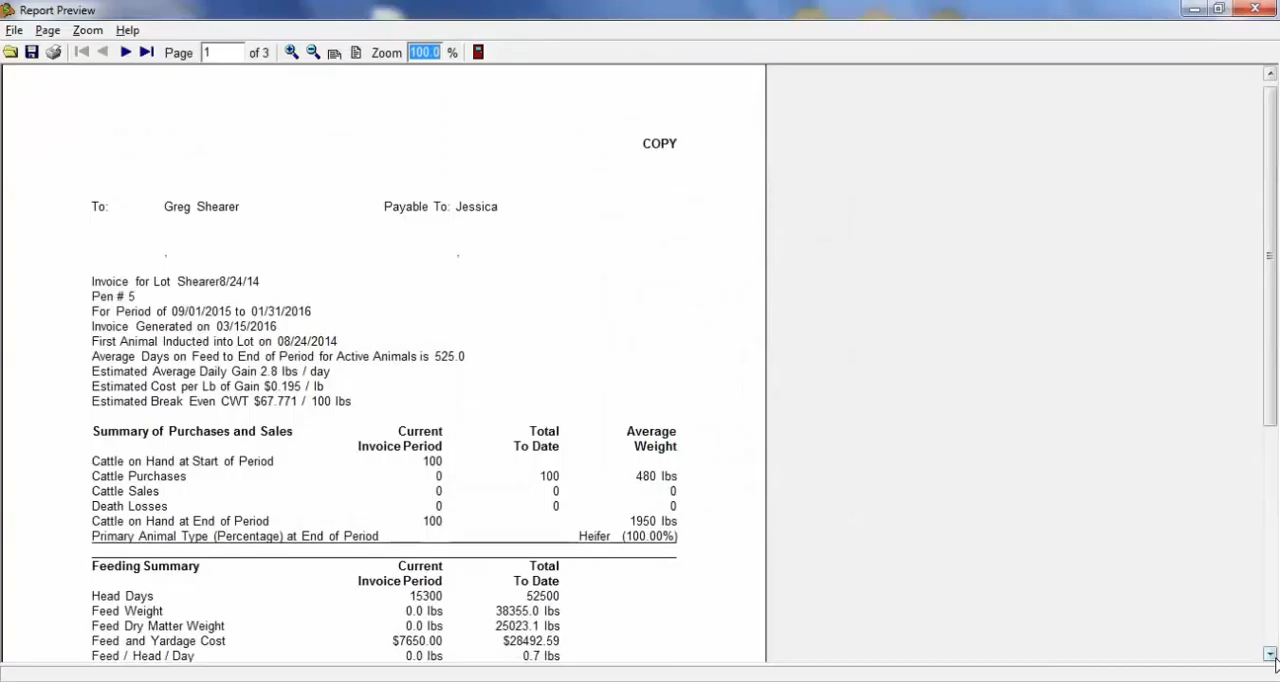 Report Preview
File Page Zoom Help
Page 1 of 3 Zoom 100.0 %
COPY
To: Greg Shearer Payable To: Jessica
, ,
Invoice for Lot Shearer8/24/14
Pen # 5
For Period of 09/01/2015 to 01/31/2016
Invoice Generated on 03/15/2016
First Animal Inducted into Lot on 08/24/2014
Average Days on Feed to End of Period for Active Animals is 525.0
Estimated Average Daily Gain 2.8 lbs / day
Estimated Cost per Lb of Gain $0.195 / lb
Estimated Break Even CWT $67.771 / 100 lbs
Summary of Purchases and Sales Current Total Average
Invoice Period To Date Weight
Cattle on Hand at Start of Period 100
Cattle Purchases 0 100 480 lbs
Cattle Sales 0 0 0
Death Losses 0 0 0
Cattle on Hand at End of Period 100 1950 lbs
Primary Animal Type (Percentage) at End of Period Heifer (100.00%)
Feeding Summary Current Total
Invoice Period To Date
Head Days 15300 52500
Feed Weight 0.0 lbs 38355.0 lbs
Feed Dry Matter Weight 0.0 lbs 25023.1 lbs
Feed and Yardage Cost $7650.00 $28492.59
Feed / Head / Day 0.0 lbs 0.7 lbs